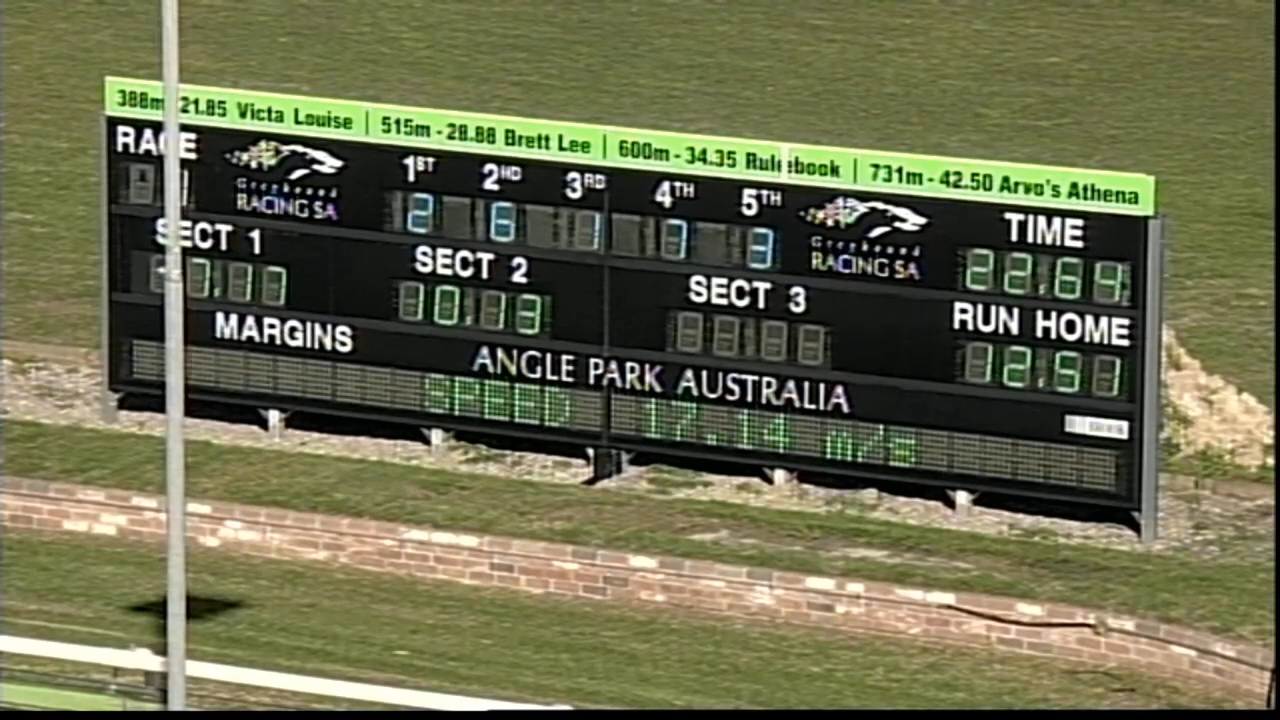 388m - 21.85 Victa Louise | 515m - 28.88 Brett Lee | 600m - 34.35 Rulebook | 731m - 42.50 Arvo's Athena
RACE
Greyhound
RACING SA
1ST 2ND 3RD 4TH 5TH
2 6 1 7 3
Greyhound
RACING SA
TIME
22.64
SECT 1
SECT 2
10.13
SECT 3
RUN HOME
12.51
MARGINS
ANGLE PARK AUSTRALIA
SPEED 17.14 m/s